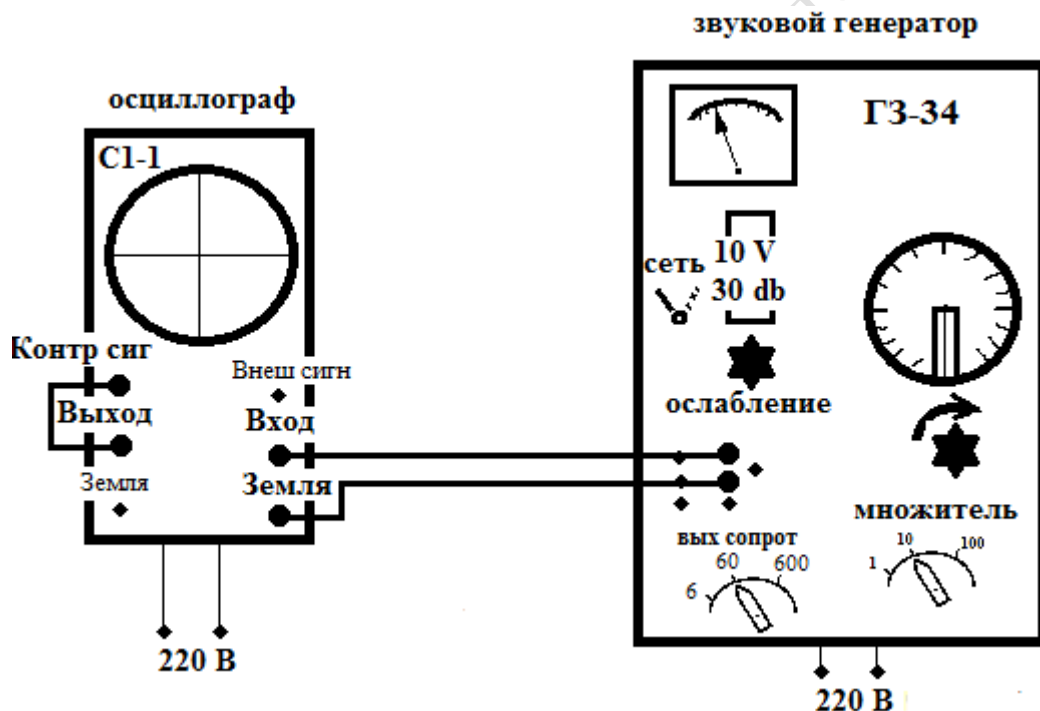 звуковой генератор
осциллограф
С1-1
ГЗ-34
10 V
сеть
30 db
Контр сиг
Внеш сигн
ослабление
Выход
Вход
Земля
Земля
множитель
вых сопрот
1 10 100
6 60 600
220 В
220 В